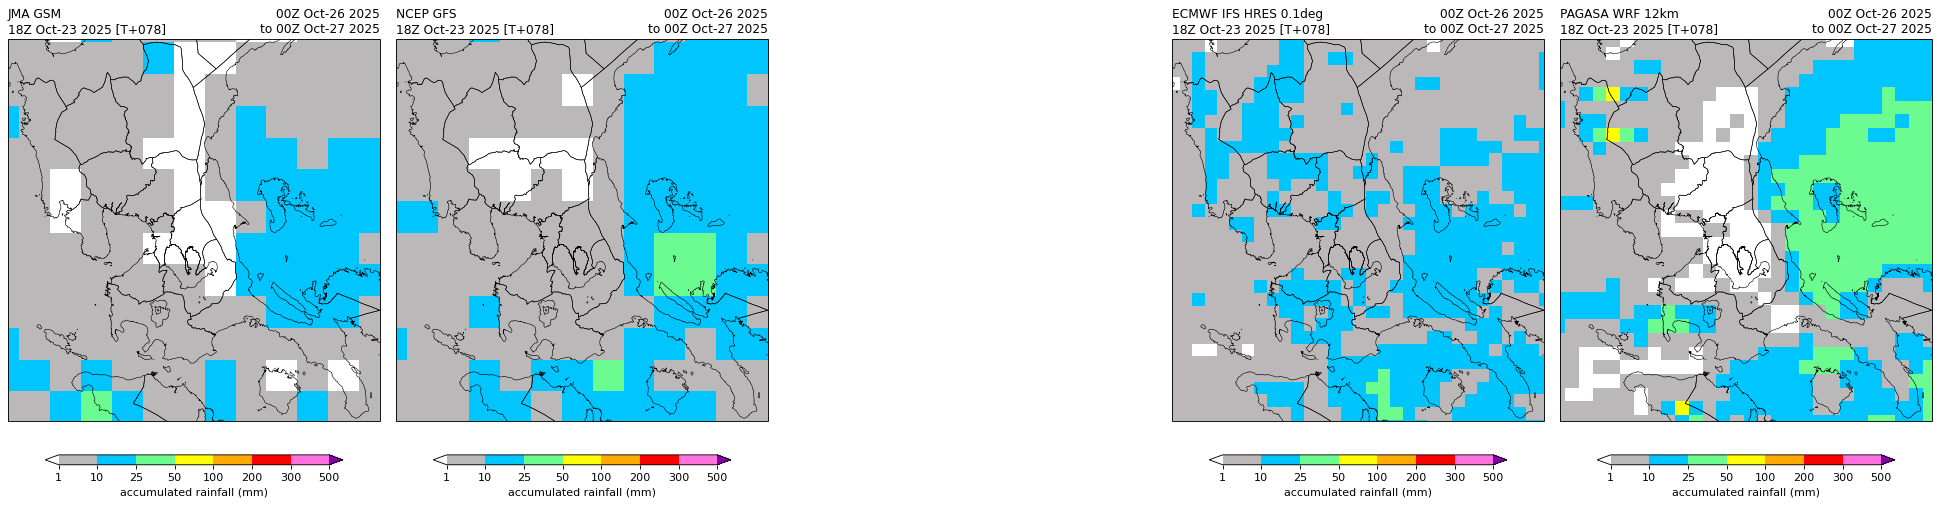 JMA GSM 00Z Oct-26 2025
18Z Oct-23 2025 [T+078] to 00Z Oct-27 2025
1 10 25 50 100 200 300 500
accumulated rainfall (mm)
NCEP GFS 00Z Oct-26 2025
18Z Oct-23 2025 [T+078] to 00Z Oct-27 2025
1 10 25 50 100 200 300 500
accumulated rainfall (mm)
ECMWF IFS HRES 0.1deg 00Z Oct-26 2025
18Z Oct-23 2025 [T+078] to 00Z Oct-27 2025
1 10 25 50 100 200 300 500
accumulated rainfall (mm)
PAGASA WRF 12km 00Z Oct-26 2025
18Z Oct-23 2025 [T+078] to 00Z Oct-27 2025
1 10 25 50 100 200 300 500
accumulated rainfall (mm)